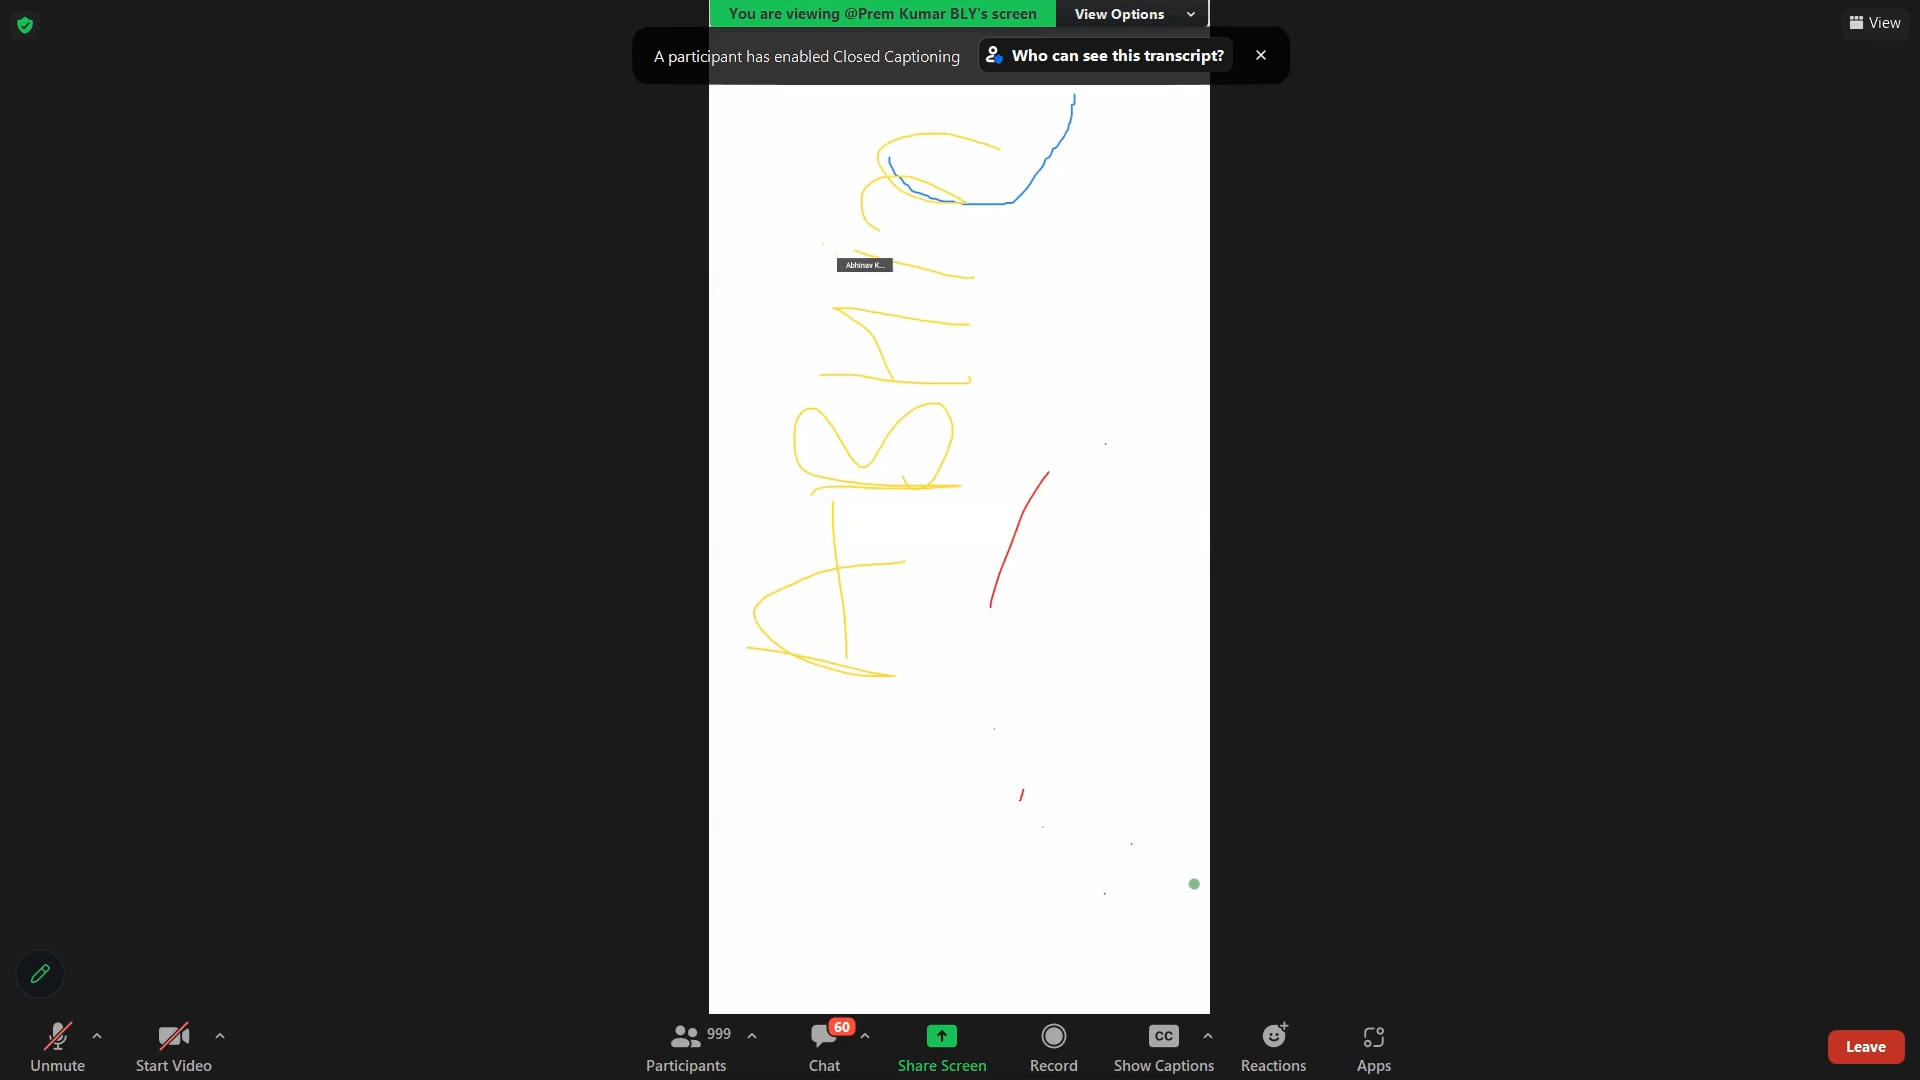 You are viewing @Prem Kumar BLY's screen
View Options
View
A participant has enabled Closed Captioning
Who can see this transcript?
Abhinav K...
Unmute
Start Video
999
Participants
60
Chat
Share Screen
Record
CC
Show Captions
Reactions
Apps
Leave